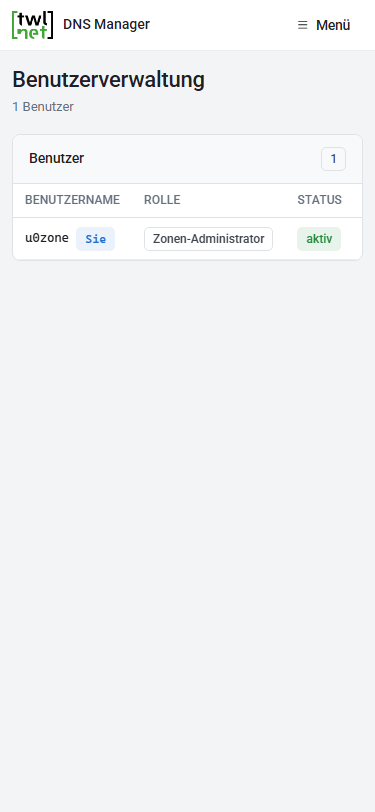 twl
net
DNS Manager
☰ Menü
Benutzerverwaltung
1 Benutzer
Benutzer
1
BENUTZERNAME ROLLE STATUS
u0zone Sie Zonen-Administrator aktiv